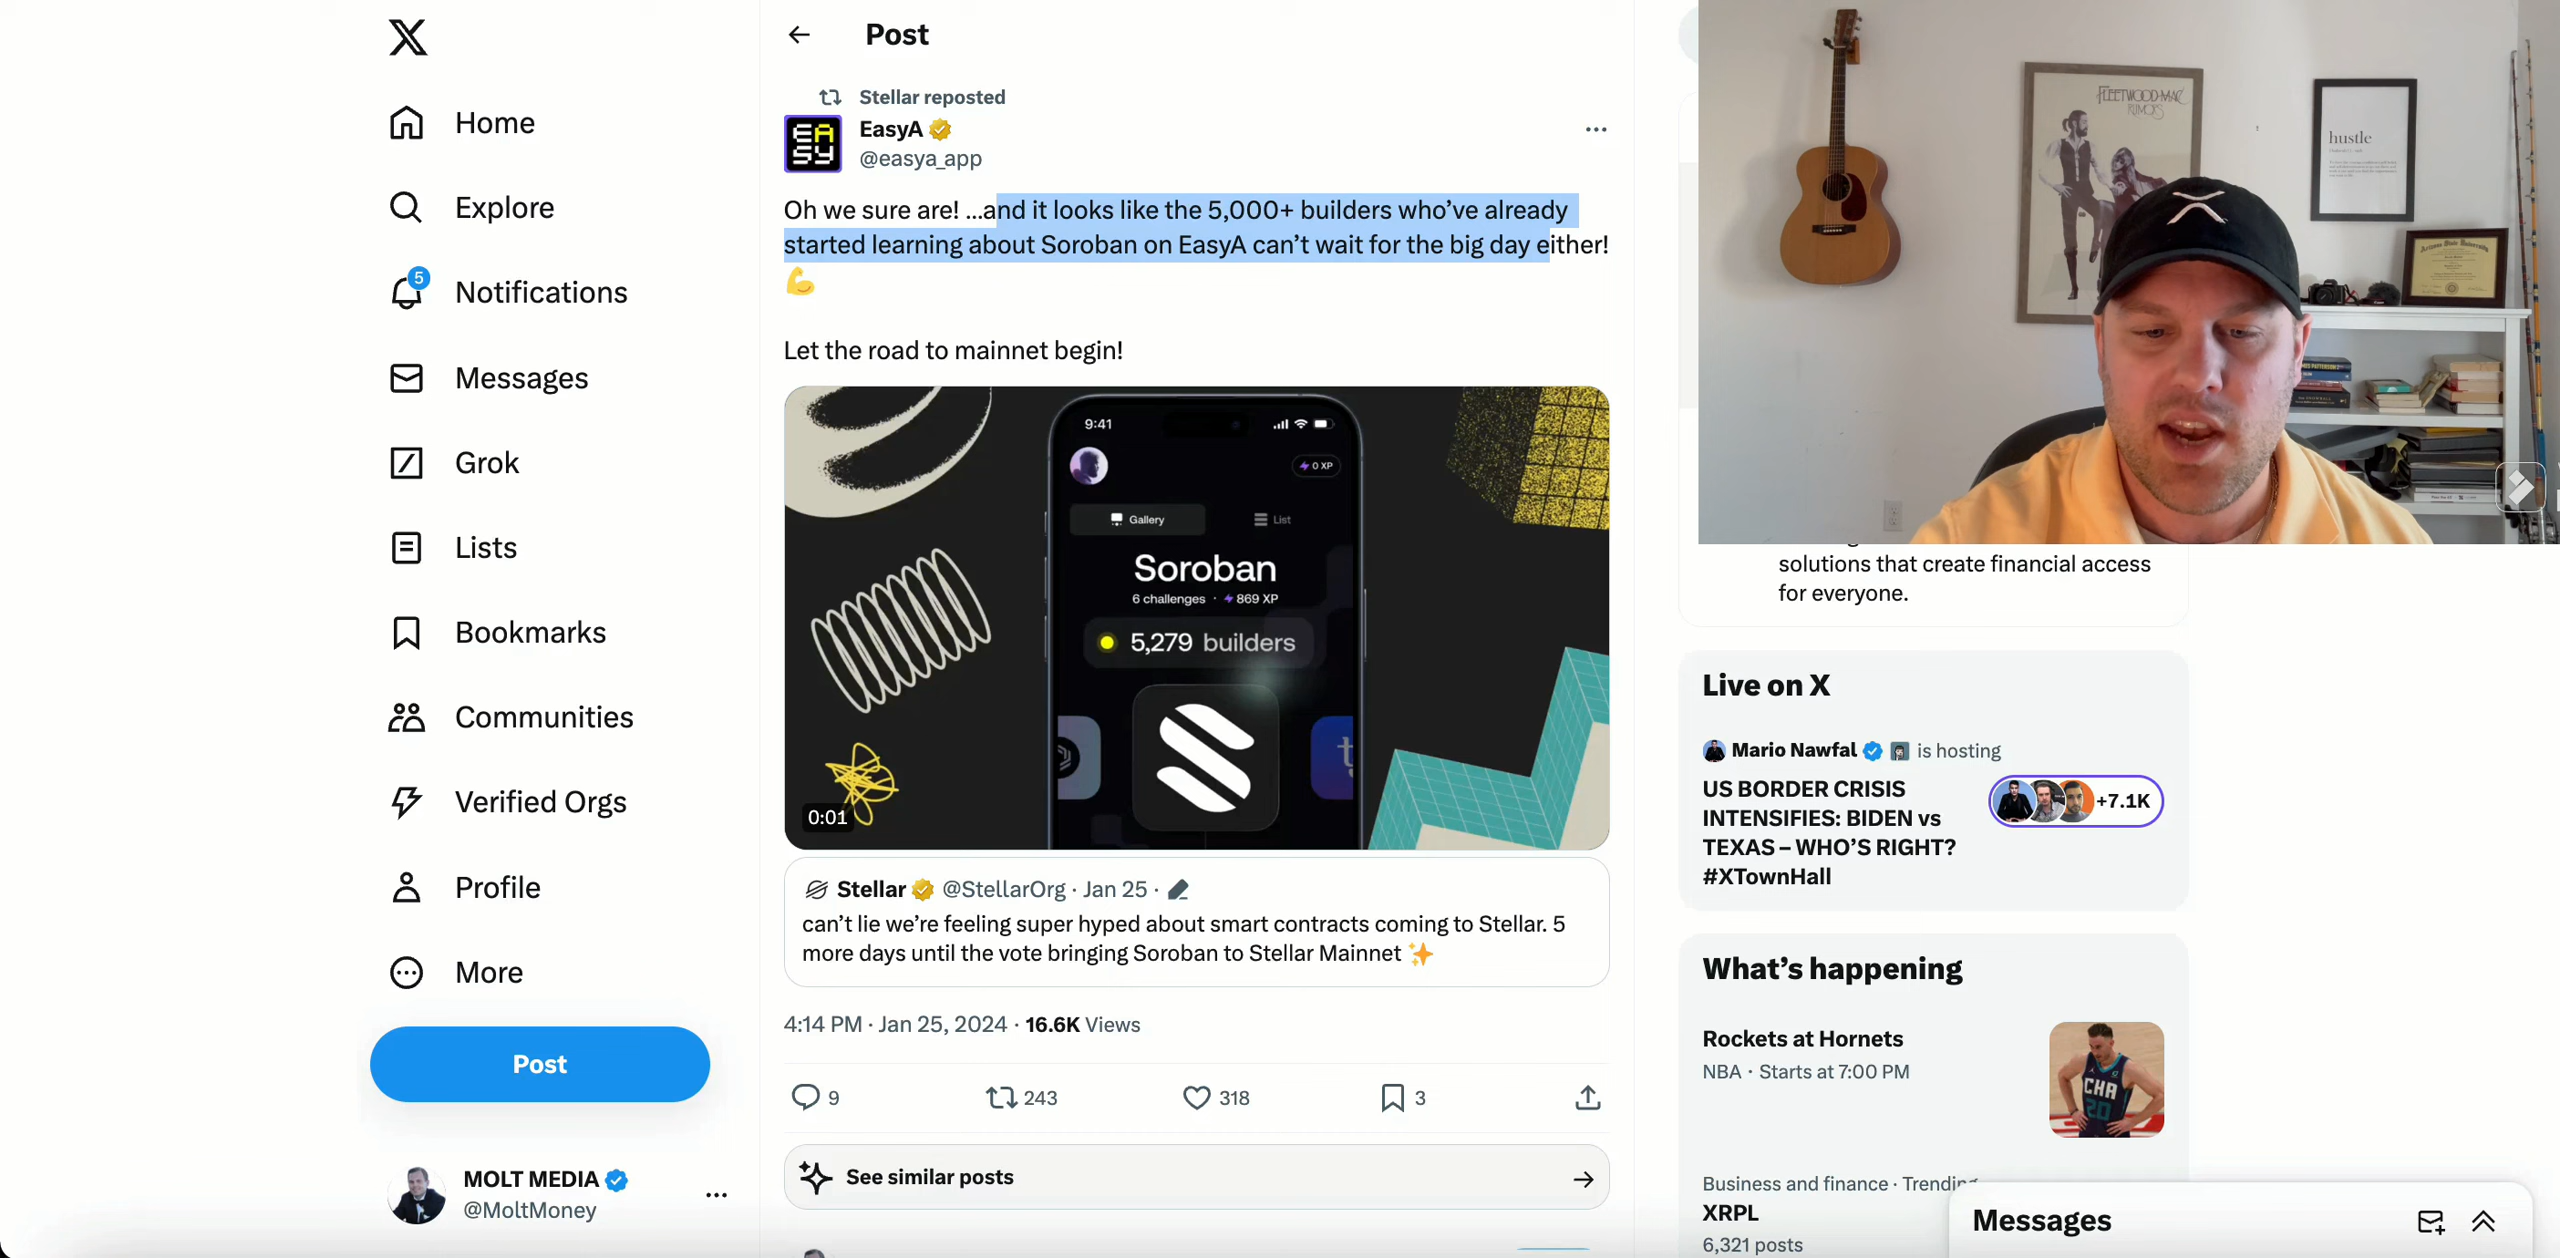 Home
Explore
5
Notifications
Messages
Grok
Lists
Bookmarks
Communities
Verified Orgs
Profile
More
Post
MOLT MEDIA
@MoltMoney
Post
Stellar reposted
EasyA
@easya_app
Oh we sure are! ...and it looks like the 5,000+ builders who’ve already
started learning about Soroban on EasyA can’t wait for the big day either!
Let the road to mainnet begin!
9:41
0 XP
Gallery
List
Soroban
6 challenges · 869 XP
5,279 builders
0:01
Stellar @StellarOrg · Jan 25 ·
can’t lie we’re feeling super hyped about smart contracts coming to Stellar. 5
more days until the vote bringing Soroban to Stellar Mainnet
4:14 PM · Jan 25, 2024 · 16.6K Views
9
243
318
3
See similar posts
FLEETWOOD MAC
RUMOURS
hustle
solutions that create financial access
for everyone.
Live on X
Mario Nawfal is hosting
US BORDER CRISIS
INTENSIFIES: BIDEN vs
TEXAS – WHO’S RIGHT?
#XTownHall
+7.1K
What’s happening
Rockets at Hornets
NBA · Starts at 7:00 PM
CHA
20
Business and finance · Trending
XRPL
6,321 posts
Messages